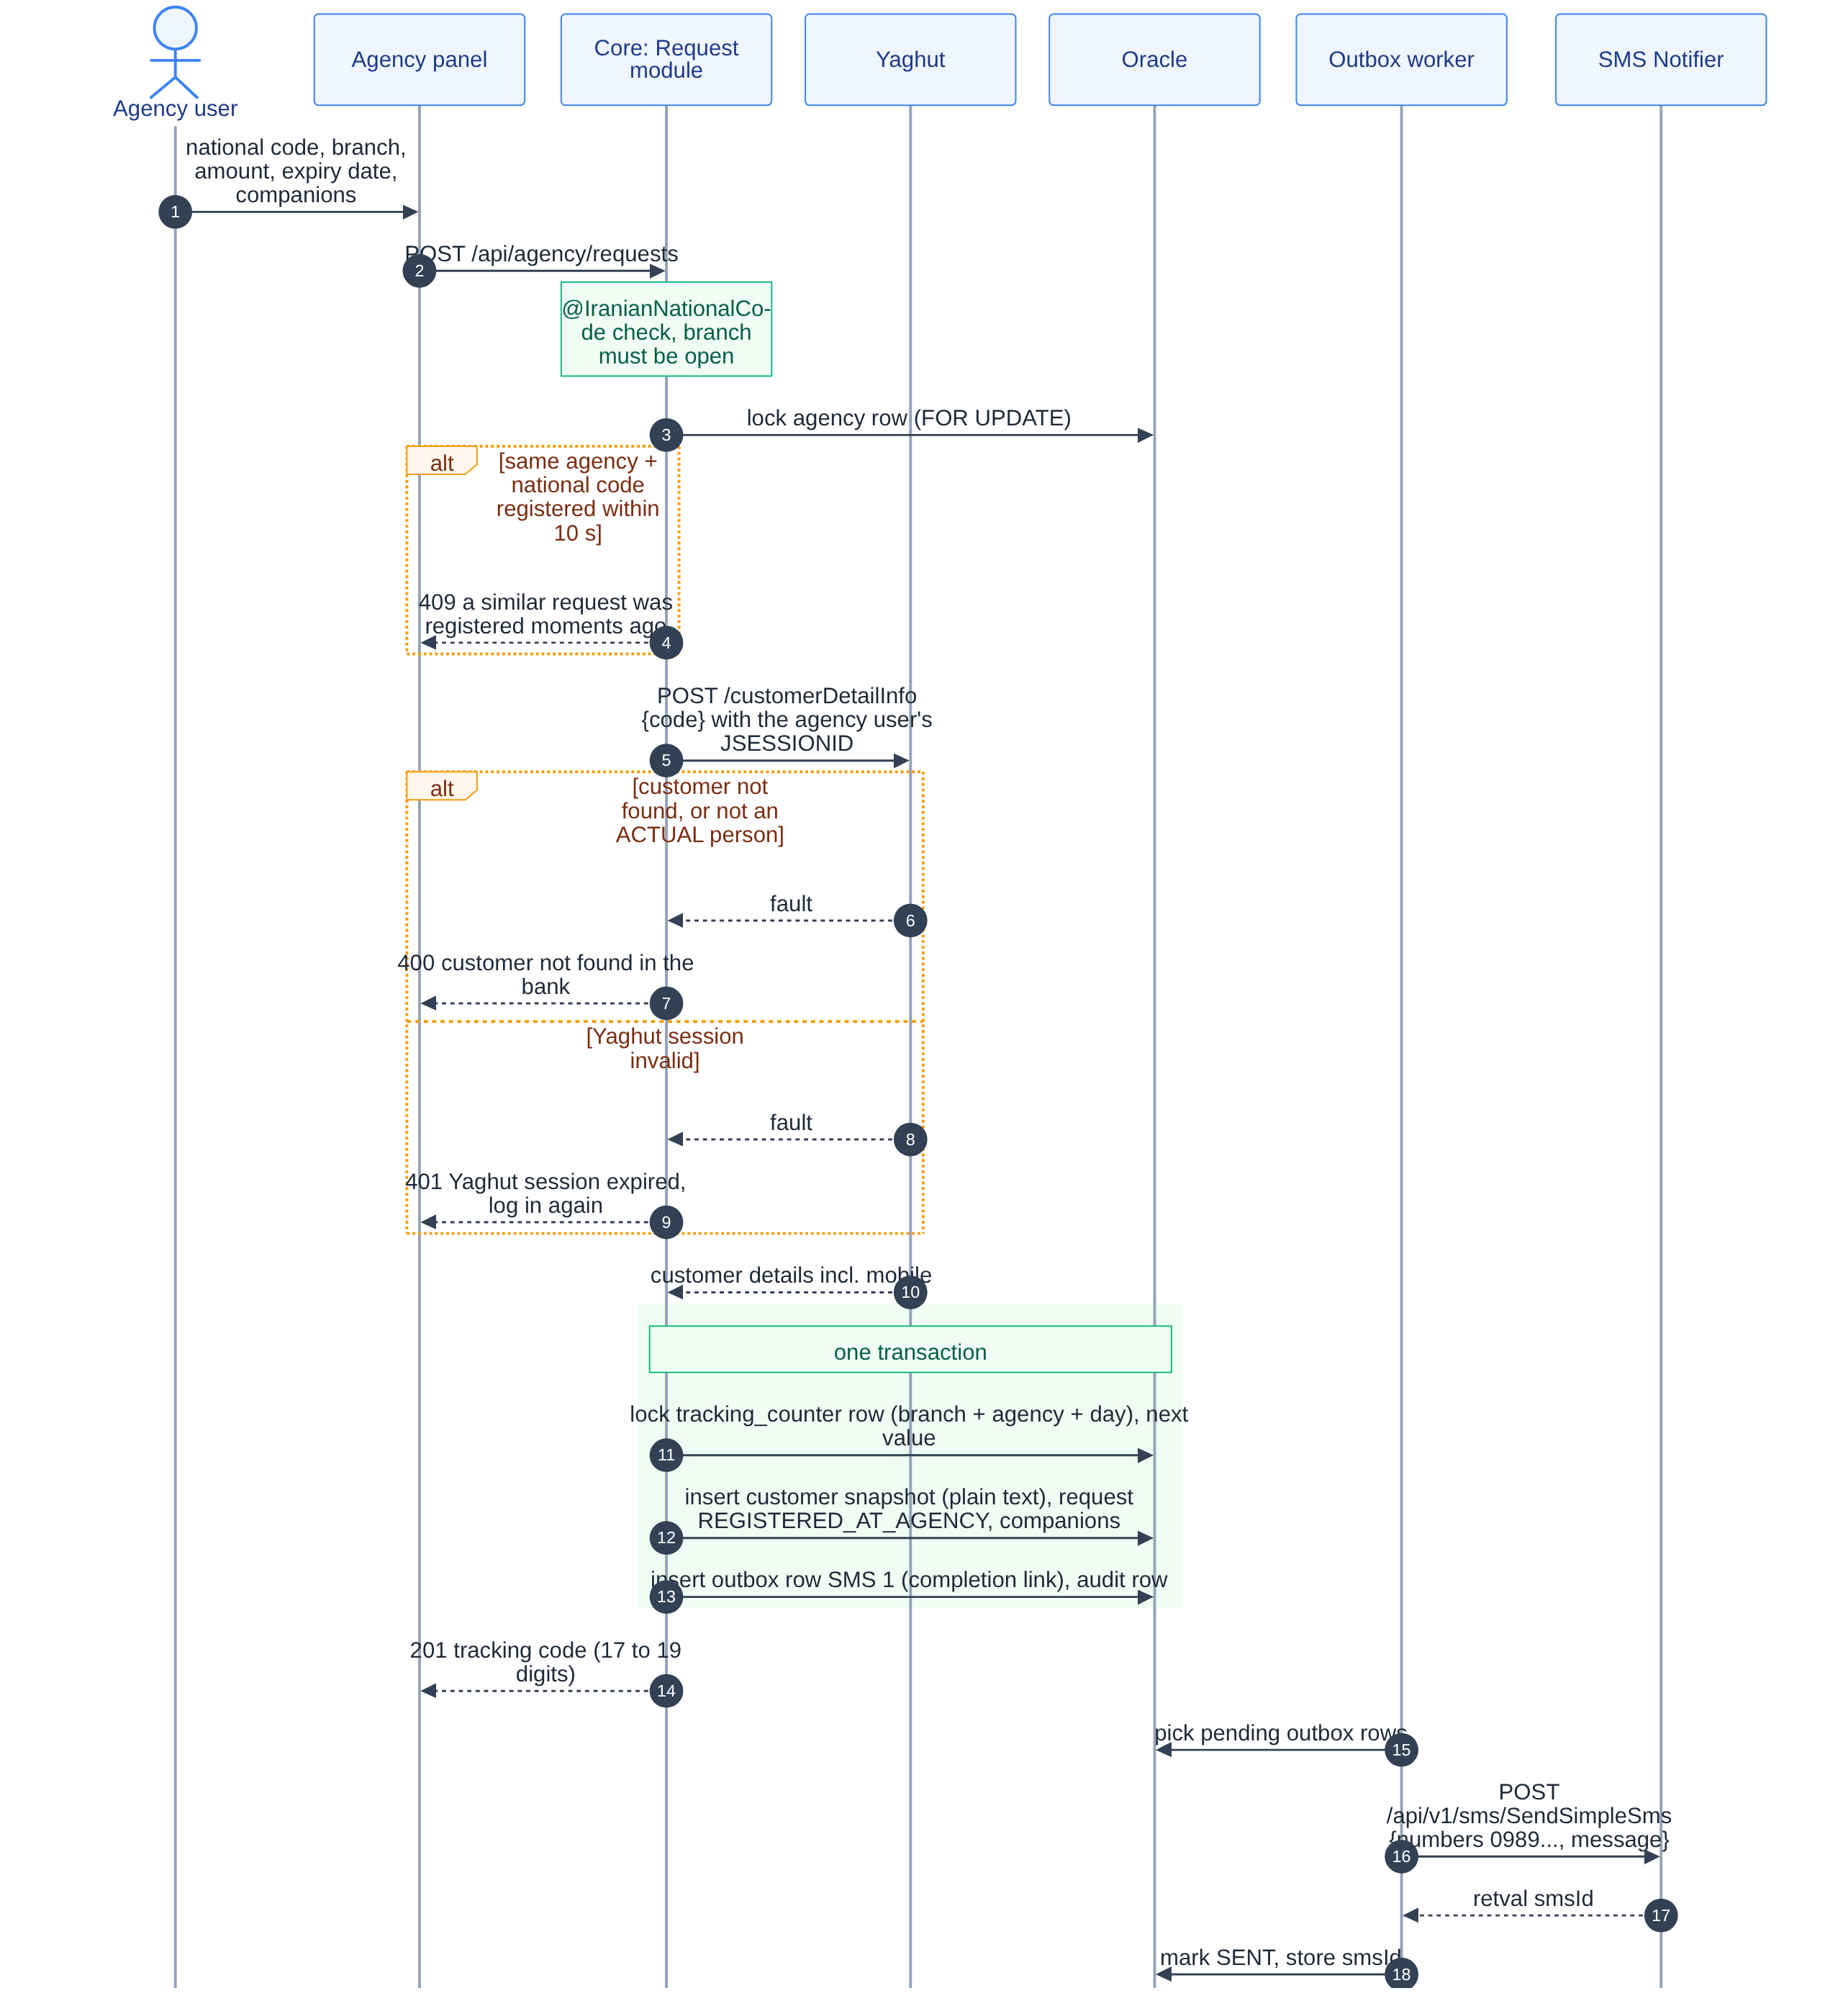 Agency user
Agency panel
Core: Request
module
Yaghut
Oracle
Outbox worker
SMS Notifier
national code, branch,
amount, expiry date,
companions
1
POST /api/agency/requests
2
@IranianNationalCo-
de check, branch
must be open
lock agency row (FOR UPDATE)
3
alt
[same agency +
national code
registered within
10 s]
409 a similar request was
registered moments ago
4
POST /customerDetailInfo
{code} with the agency user's
JSESSIONID
5
alt
[customer not
found, or not an
ACTUAL person]
fault
6
400 customer not found in the
bank
7
[Yaghut session
invalid]
fault
8
401 Yaghut session expired,
log in again
9
customer details incl. mobile
10
one transaction
lock tracking_counter row (branch + agency + day), next
value
11
insert customer snapshot (plain text), request
REGISTERED_AT_AGENCY, companions
12
insert outbox row SMS 1 (completion link), audit row
13
201 tracking code (17 to 19
digits)
14
pick pending outbox rows
15
POST
/api/v1/sms/SendSimpleSms
{numbers 0989..., message}
16
retval smsId
17
mark SENT, store smsId
18